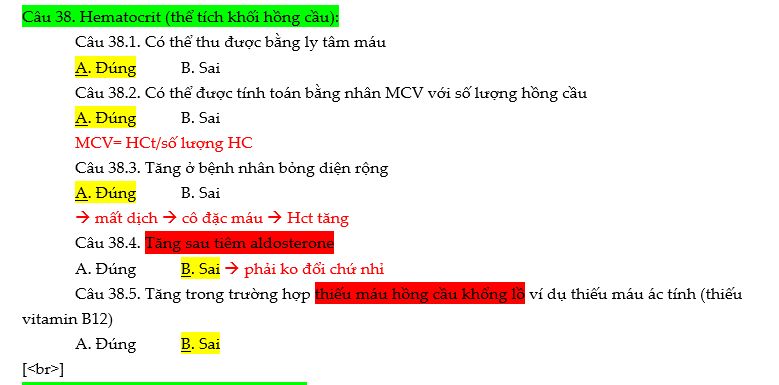 Câu 38. Hematocrit (thể tích khối hồng cầu):
Câu 38.1. Có thể thu được bằng ly tâm máu
A. Đúng B. Sai
Câu 38.2. Có thể được tính toán bằng nhân MCV với số lượng hồng cầu
A. Đúng B. Sai
MCV= HCt/số lượng HC
Câu 38.3. Tăng ở bệnh nhân bỏng diện rộng
A. Đúng B. Sai
→ mất dịch → cô đặc máu → Hct tăng
Câu 38.4. Tăng sau tiêm aldosterone
A. Đúng B. Sai → phải ko đổi chứ nhỉ
Câu 38.5. Tăng trong trường hợp thiếu máu hồng cầu khổng lồ ví dụ thiếu máu ác tính (thiếu
vitamin B12)
A. Đúng B. Sai
[<br>]